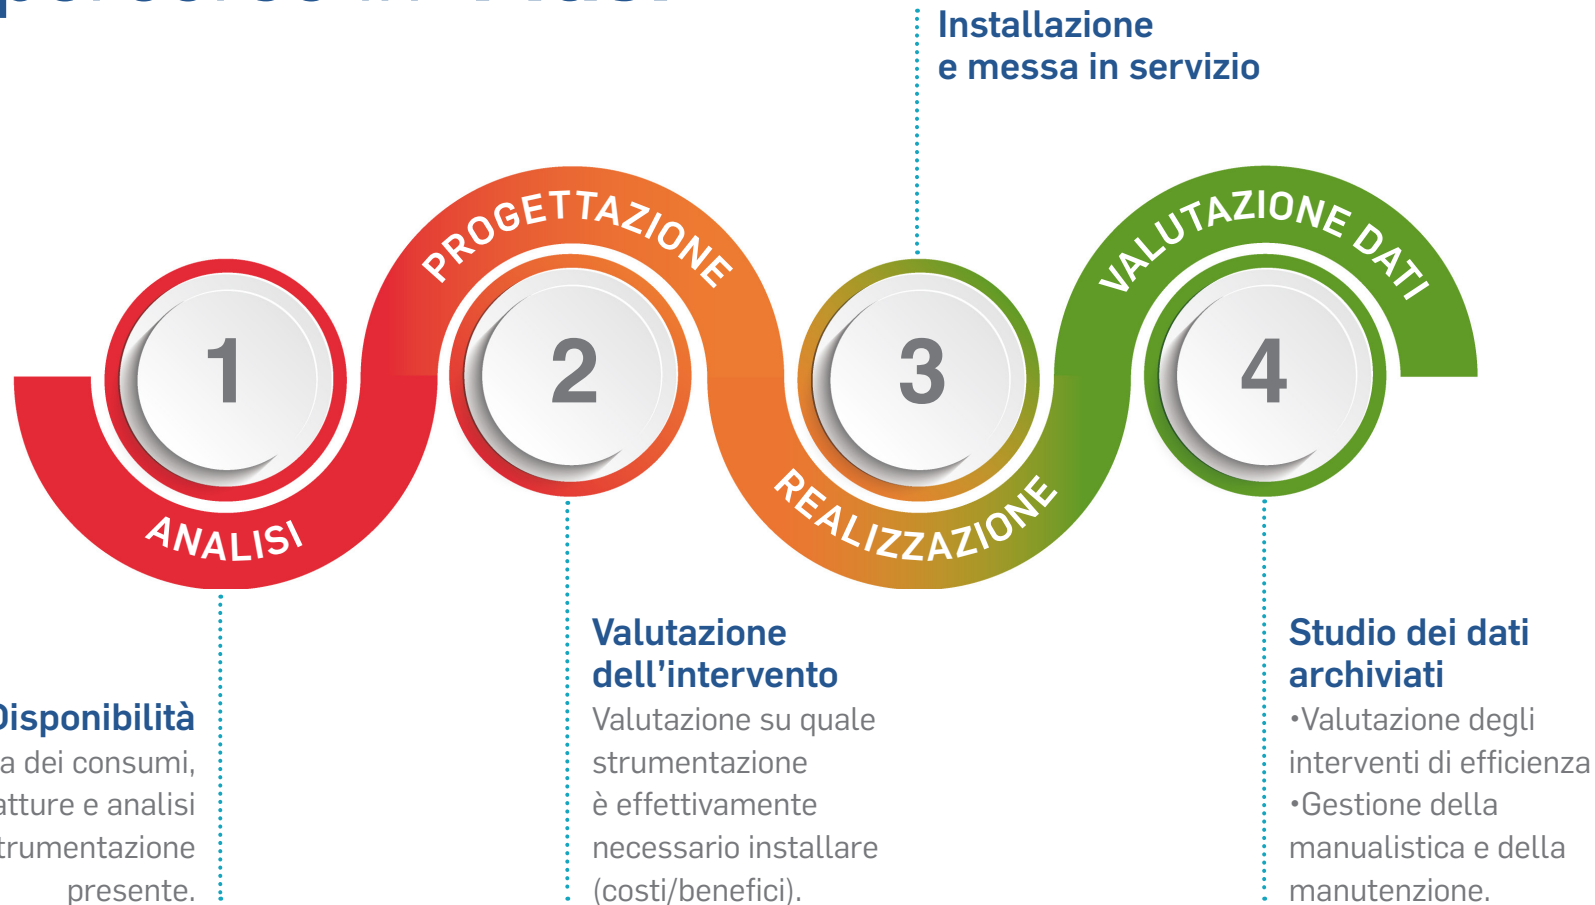 percorso in
Installazione
e messa in servizio
PROGETTAZIONE
VALUTAZIONE DATI
1
2
3
4
ANALISI
REALIZZAZIONE
Disponibilità
dei consumi,
e analisi
presente.
Valutazione
dell’intervento
Valutazione su quale
strumentazione
è effettivamente
necessario installare
(costi/benefici).
Studio dei dati
archiviati
•Valutazione degli
interventi di efficienza
•Gestione della
manualistica e della
manutenzione.